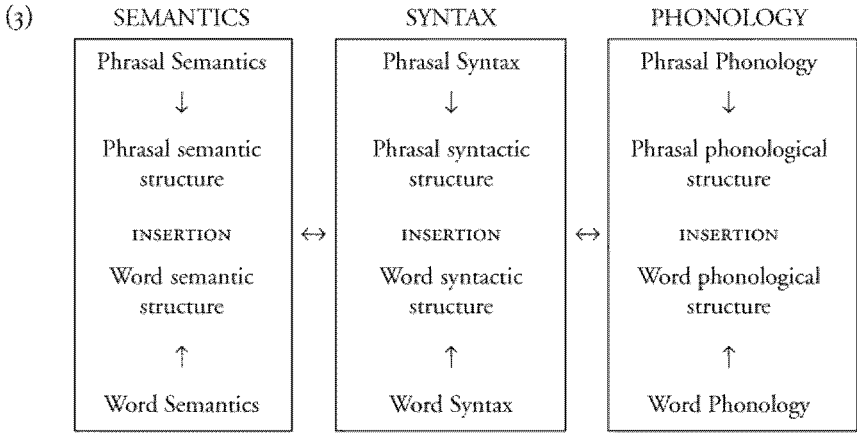 (3) SEMANTICS SYNTAX PHONOLOGY
Phrasal Semantics Phrasal Syntax Phrasal Phonology
↓ ↓ ↓
Phrasal semantic Phrasal syntactic Phrasal phonological
structure structure structure
INSERTION ↔ INSERTION ↔ INSERTION
Word semantic Word syntactic Word phonological
structure structure structure
↑ ↑ ↑
Word Semantics Word Syntax Word Phonology